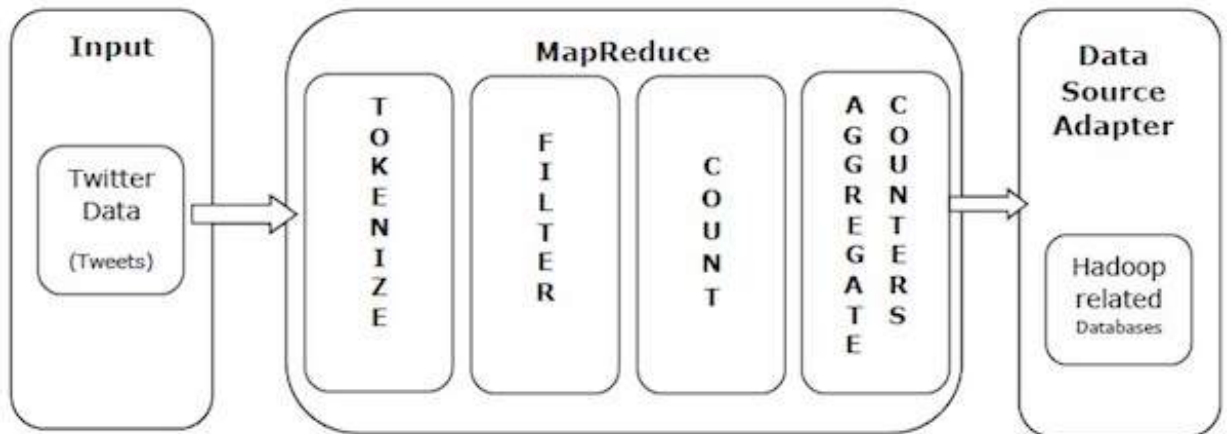 Input
Twitter
Data
(Tweets)
MapReduce
TOKENIZE
FILTER
COUNT
AGGREGATE
COUNTERS
Data
Source
Adapter
Hadoop
related
Databases